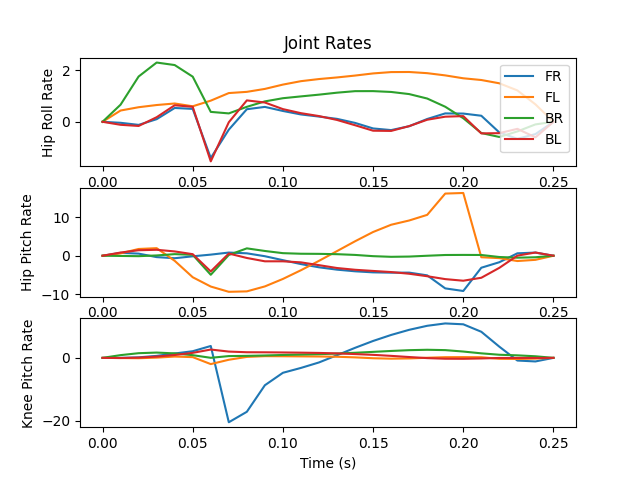 Joint Rates
Hip Roll Rate
2
0
FR
FL
BR
BL
0.00 0.05 0.10 0.15 0.20 0.25
Hip Pitch Rate
10
0
−10
0.00 0.05 0.10 0.15 0.20 0.25
Knee Pitch Rate
0
−20
0.00 0.05 0.10 0.15 0.20 0.25
Time (s)